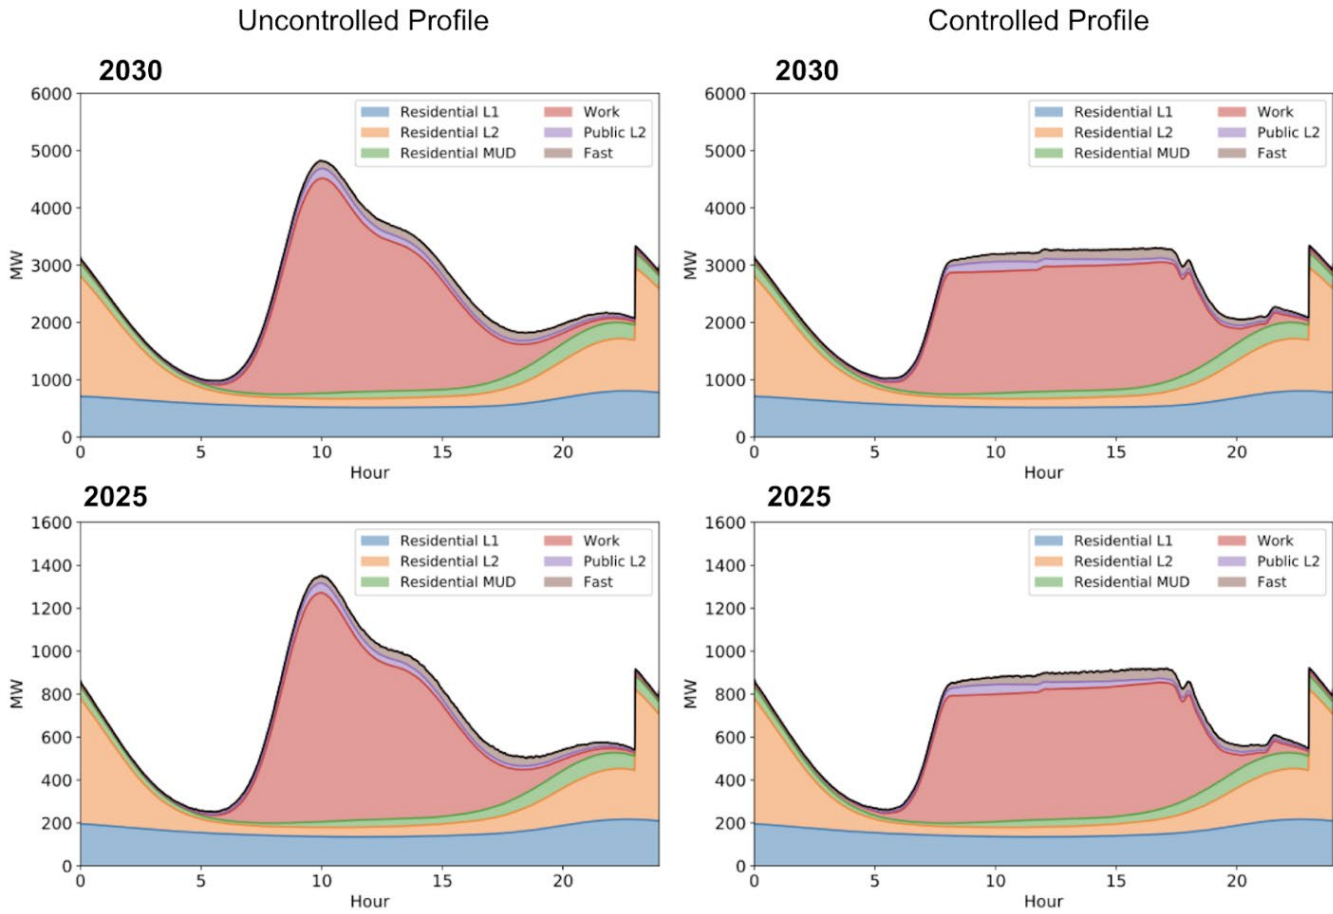 Uncontrolled Profile
Controlled Profile
2030
6000
5000
4000
3000
2000
1000
0
MW
Residential L1
Residential L2
Residential MUD
Work
Public L2
Fast
0 5 10 15 20
Hour
2030
6000
5000
4000
3000
2000
1000
0
MW
Residential L1
Residential L2
Residential MUD
Work
Public L2
Fast
0 5 10 15 20
Hour
2025
1600
1400
1200
1000
800
600
400
200
0
MW
Residential L1
Residential L2
Residential MUD
Work
Public L2
Fast
0 5 10 15 20
Hour
2025
1600
1400
1200
1000
800
600
400
200
0
MW
Residential L1
Residential L2
Residential MUD
Work
Public L2
Fast
0 5 10 15 20
Hour